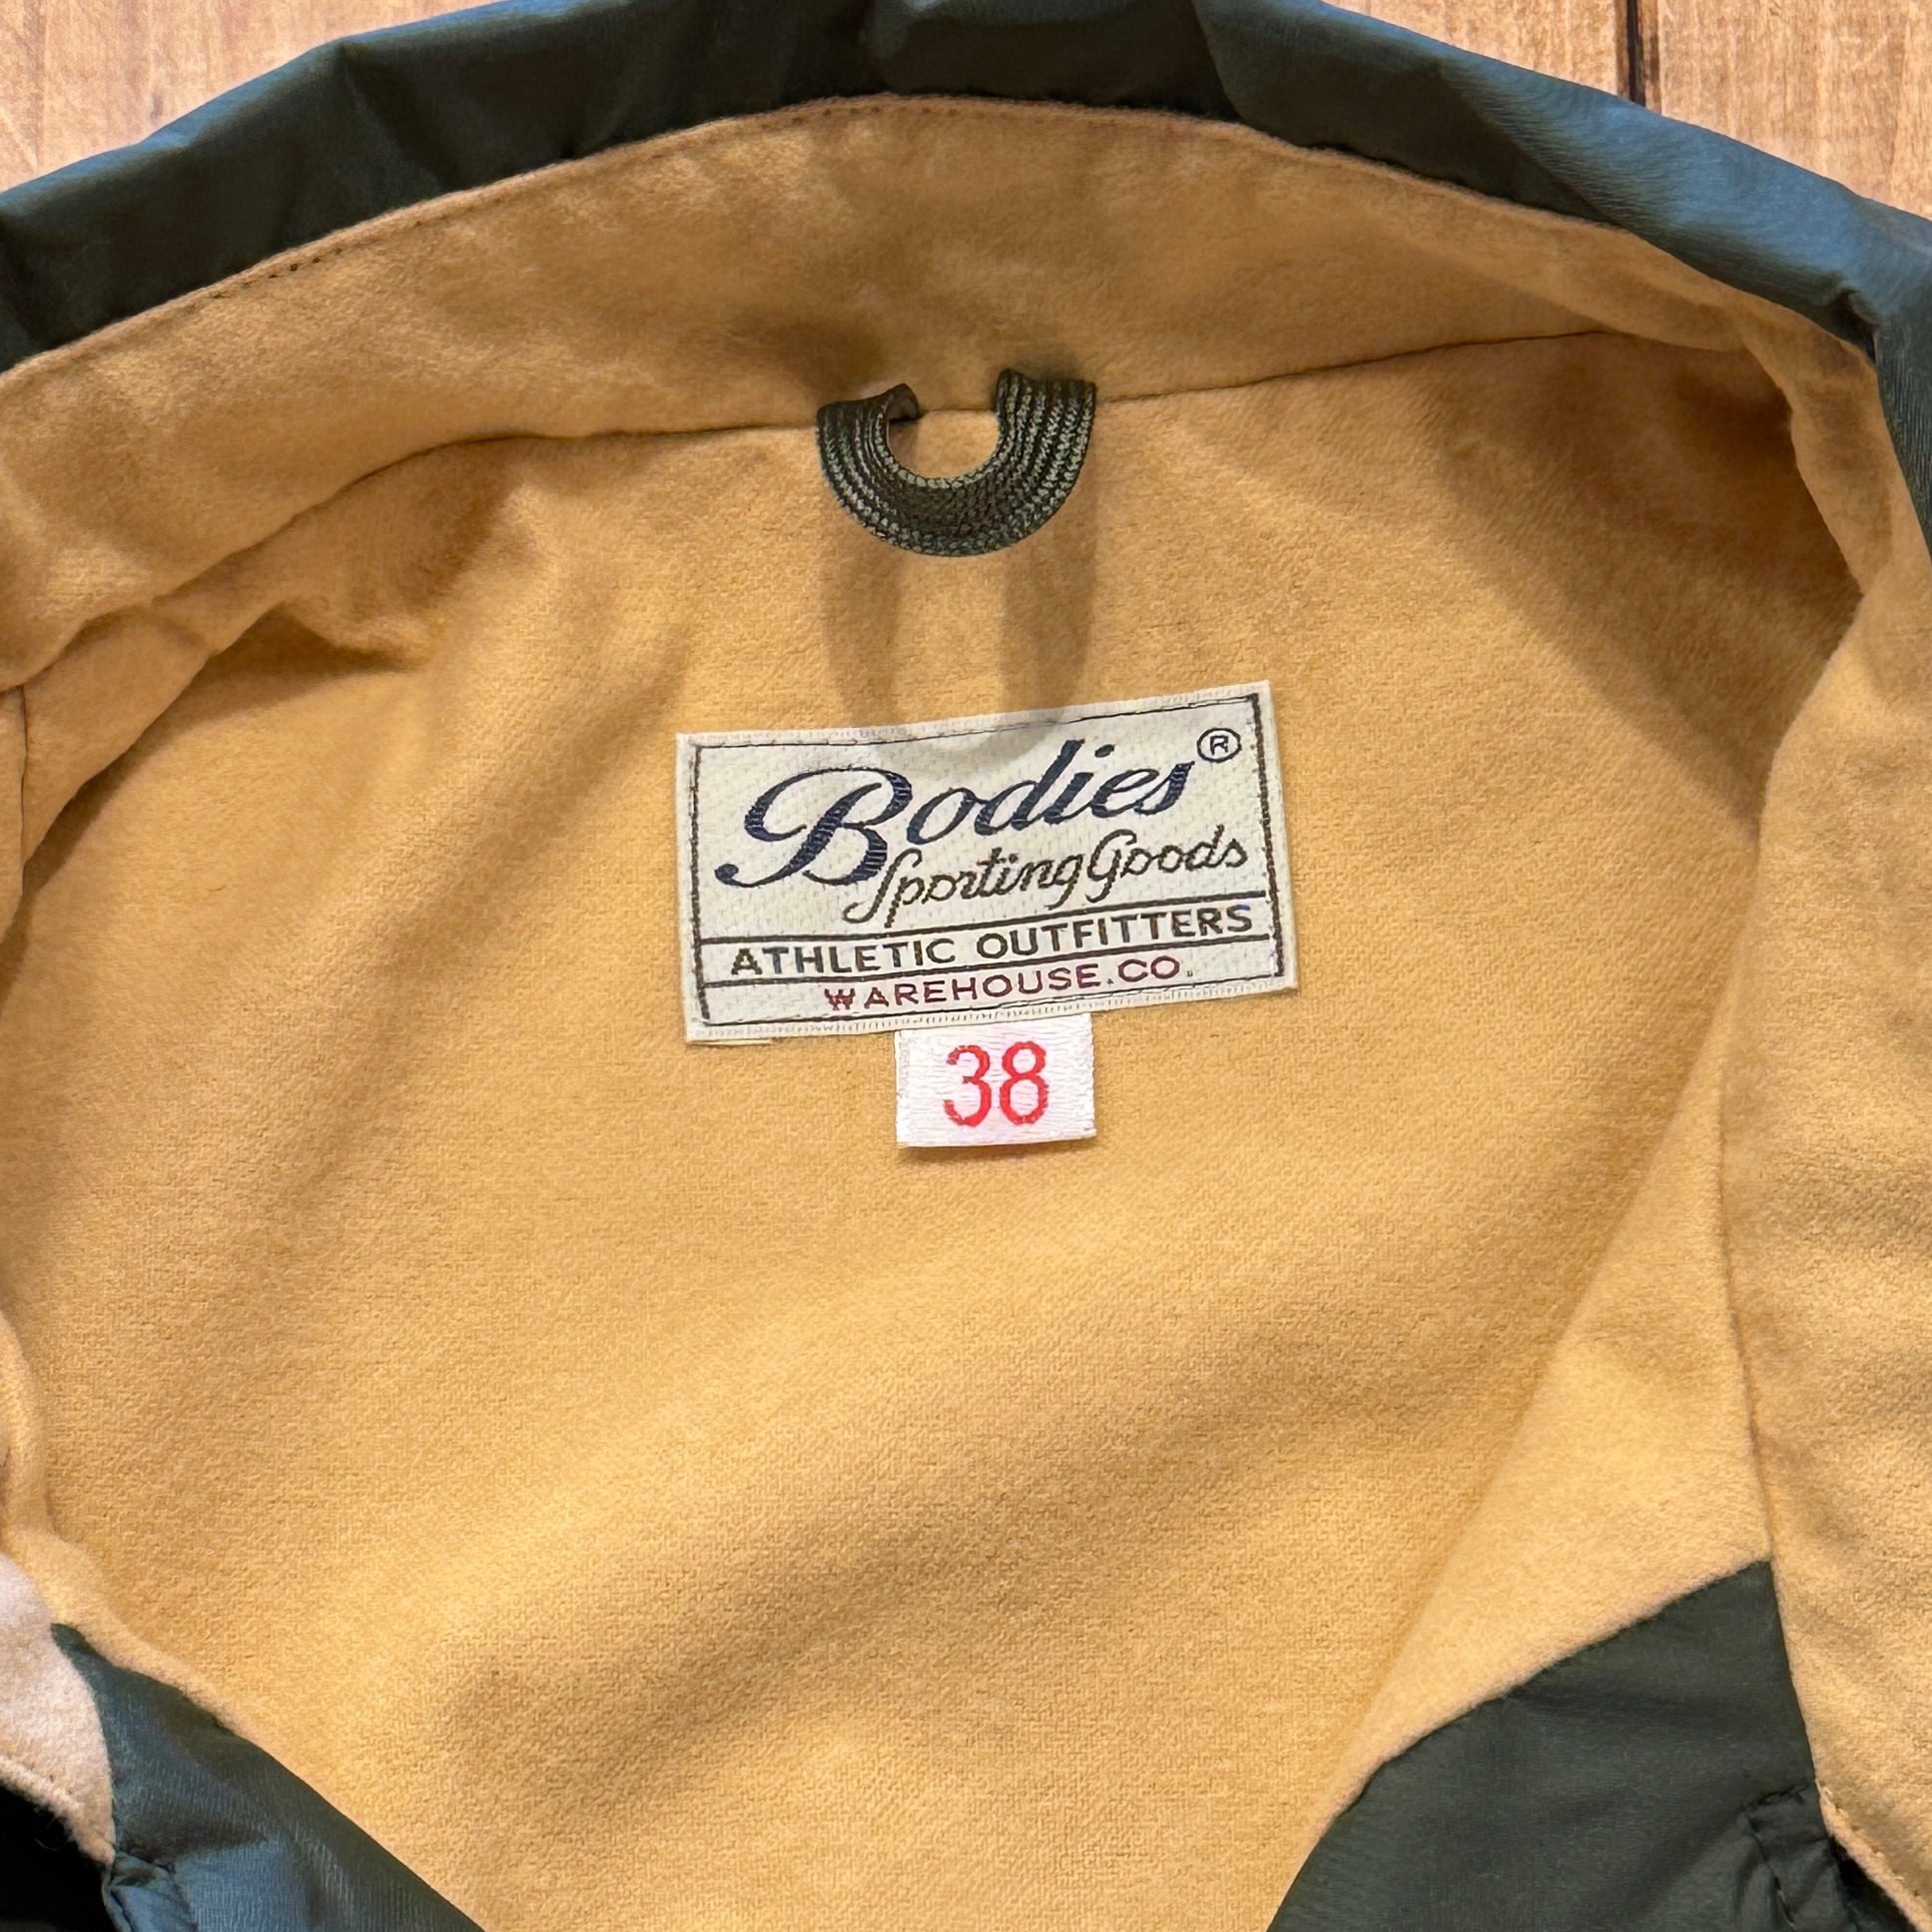 Bodies®
Sporting Goods
ATHLETIC OUTFITTERS
WAREHOUSE.CO.
38